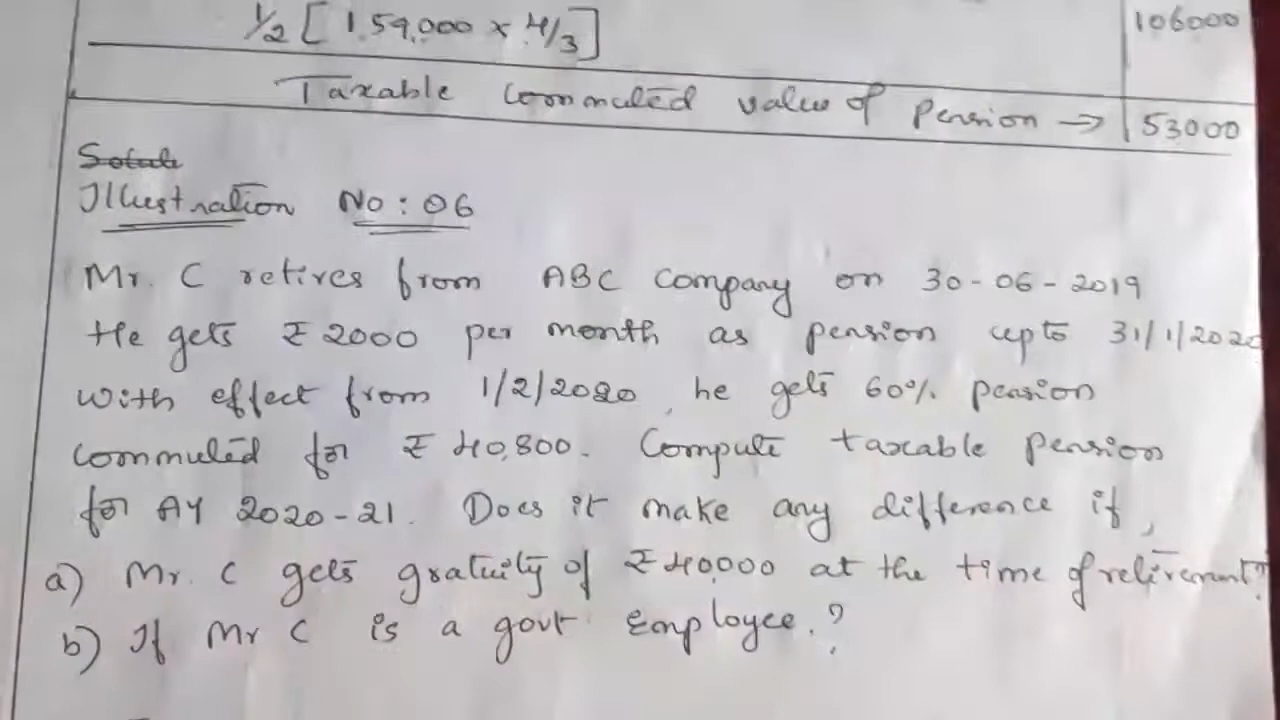 1/2 [ 1,59,000 x 4/3 ] 106000
Taxable commuted value of pension → 53000
Illustration No : 06
Mr. C retires from ABC company on 30-06-2019
He gets ₹ 2000 per month as pension upto 31/1/2020
With effect from 1/2/2020, he gets 60% pension
commuted for ₹ 40,800. Compute taxable pension
for AY 2020-21. Does it make any difference if,
a) Mr. C gets gratuity of ₹ 40,000 at the time of retirement?
b) If Mr C is a govt employee.?